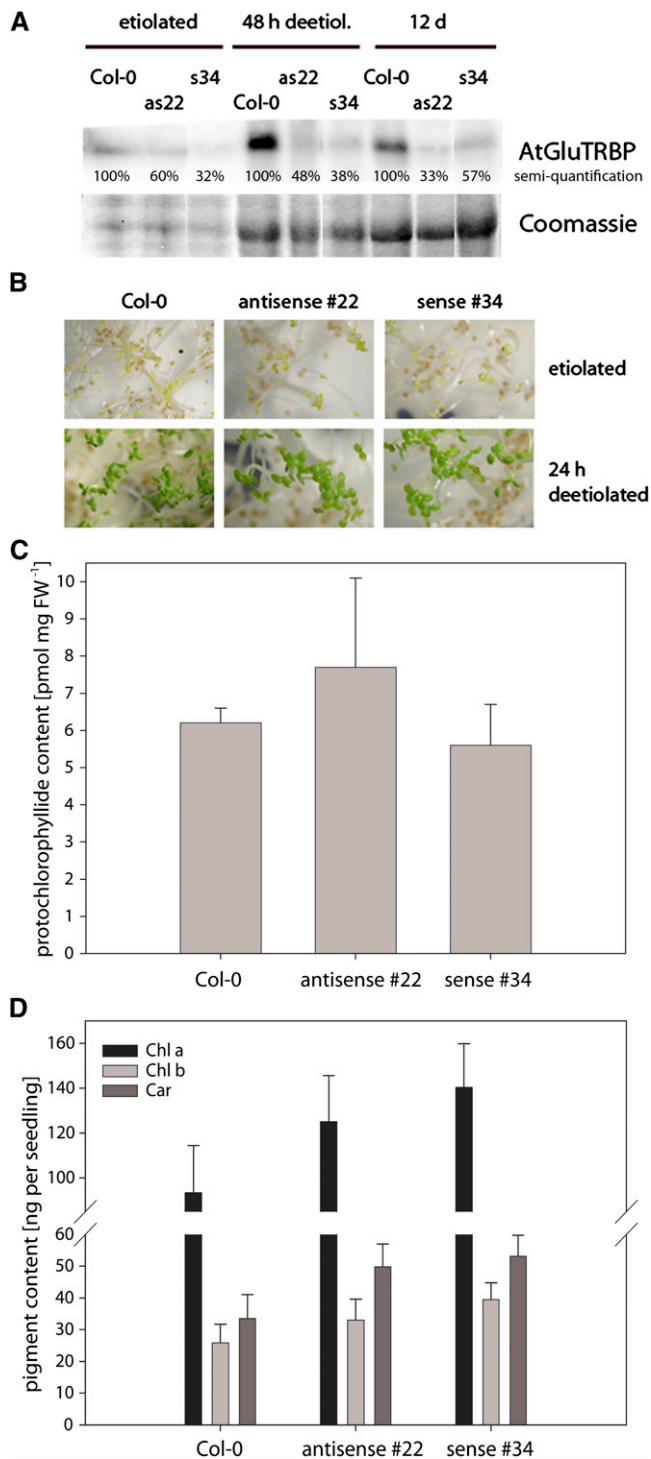 A
etiolated 48 h deetiol. 12 d
Col-0 s34 as22 Col-0 s34
as22 Col-0 s34 as22
AtGluTRBP
100% 60% 32% 100% 48% 38% 100% 33% 57% semi-quantification
Coomassie
B
Col-0 antisense #22 sense #34
etiolated
24 h
deetiolated
C
protochlorophyllide content [pmol mg FW⁻¹]
10
9
8
7
6
5
4
3
2
1
0
Col-0 antisense #22 sense #34
D
pigment content [ng per seedling]
160
140
120
100
60
50
40
30
20
10
0
Chl a
Chl b
Car
Col-0 antisense #22 sense #34